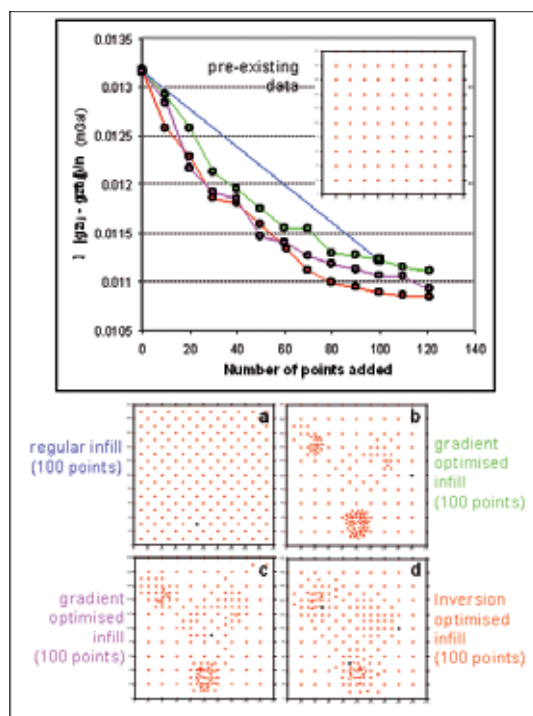 0.0135
0.013
0.0125
0.012
0.0115
0.011
0.0105
0
20
40
60
80
100
120
140
Number of points added
pre-existing
data
a
regular infill
(100 points)
b
gradient
optimised
infill
(100 points)
c
gradient
optimised
infill
(100 points)
d
Inversion
optimised
infill
(100 points)